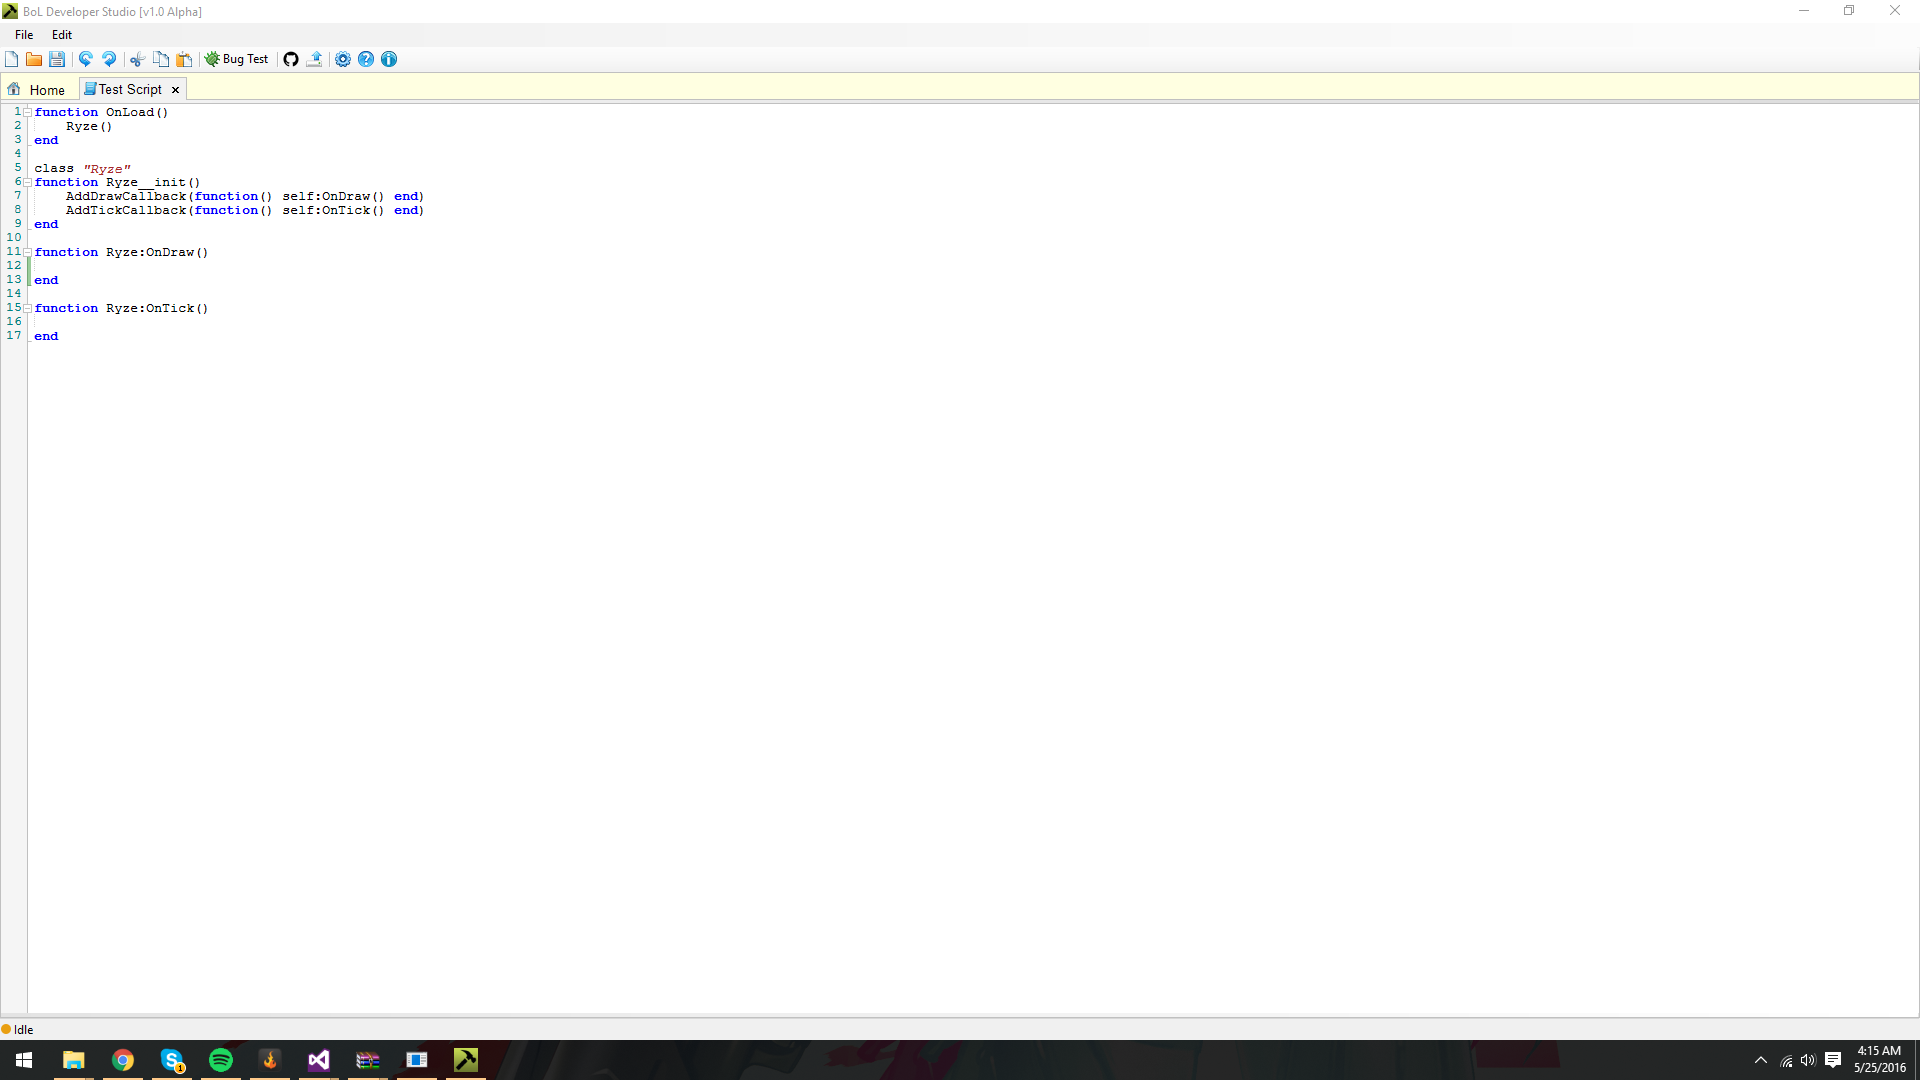 BoL Developer Studio [v1.0 Alpha]
File Edit
Bug Test
Home Test Script
1 function OnLoad()
2 Ryze()
3 end
4
5 class "Ryze"
6 function Ryze__init()
7 AddDrawCallback(function() self:OnDraw() end)
8 AddTickCallback(function() self:OnTick() end)
9 end
10
11 function Ryze:OnDraw()
12
13 end
14
15 function Ryze:OnTick()
16
17 end
Idle
4:15 AM
5/25/2016